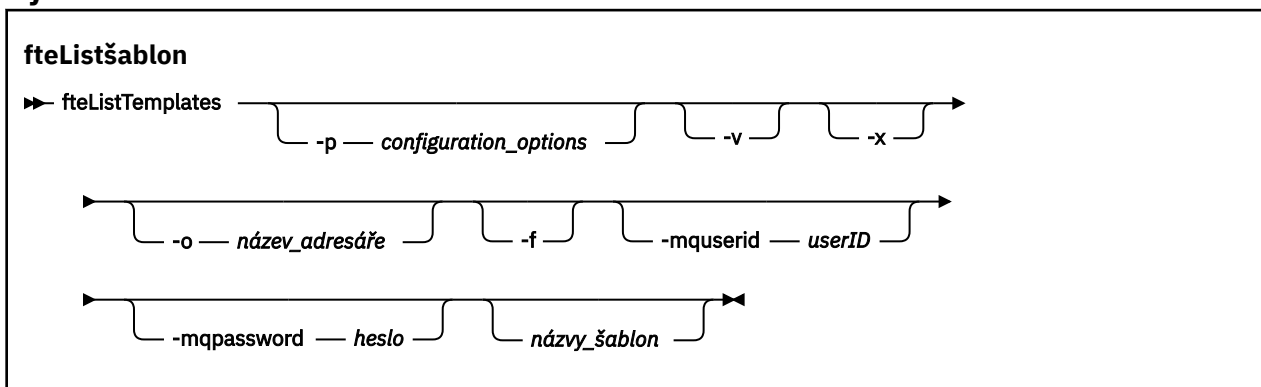 fteListšablon
fteListTemplates
-p configuration_options -v -x
-o název_adresáře -f -mquserid userID
-mqpassword heslo názvy_šablon